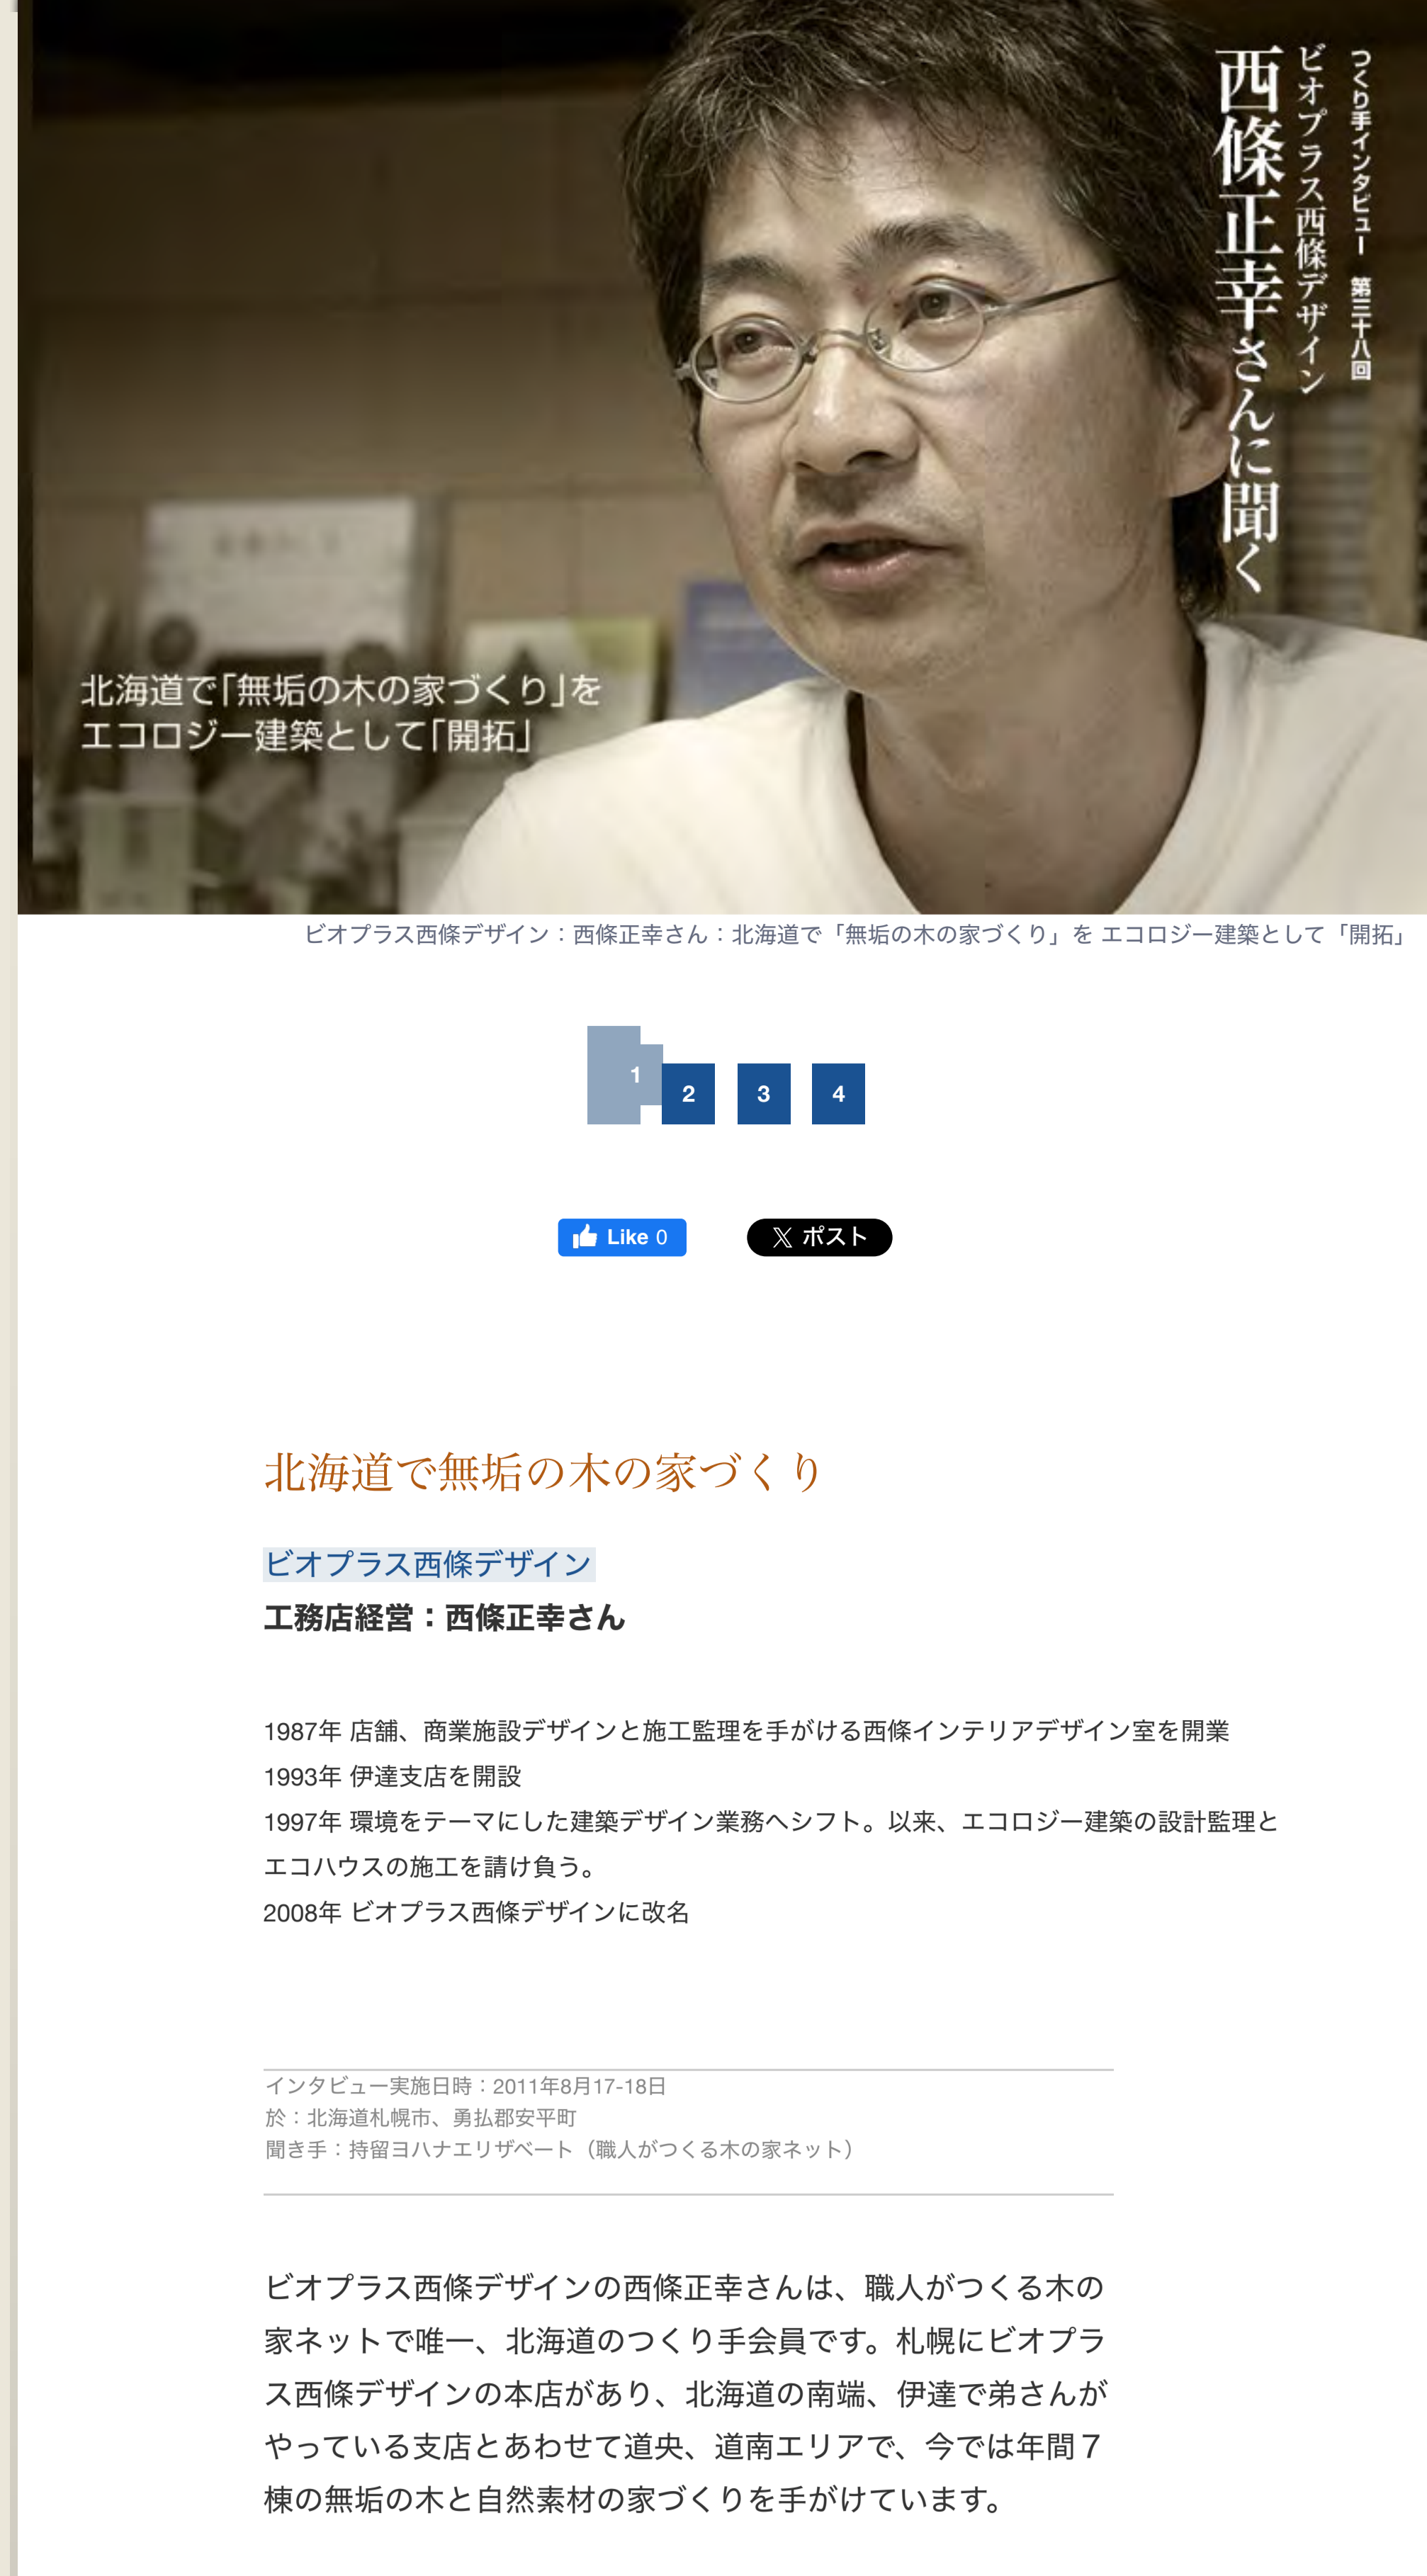 つくり手インタビュー 第三十八回
ビオプラス西條デザイン
西條正幸さんに聞く
北海道で「無垢の木の家づくり」を
エコロジー建築として「開拓」
ビオプラス西條デザイン：西條正幸さん：北海道で「無垢の木の家づくり」を エコロジー建築として「開拓」
1 2 3 4
Like 0 X ポスト
北海道で無垢の木の家づくり
ビオプラス西條デザイン
工務店経営：西條正幸さん
1987年 店舗、商業施設デザインと施工監理を手がける西條インテリアデザイン室を開業
1993年 伊達支店を開設
1997年 環境をテーマにした建築デザイン業務へシフト。以来、エコロジー建築の設計監理と
エコハウスの施工を請け負う。
2008年 ビオプラス西條デザインに改名
インタビュー実施日時：2011年8月17-18日
於：北海道札幌市、勇払郡安平町
聞き手：持留ヨハナエリザベート（職人がつくる木の家ネット）
ビオプラス西條デザインの西條正幸さんは、職人がつくる木の
家ネットで唯一、北海道のつくり手会員です。札幌にビオプラ
ス西條デザインの本店があり、北海道の南端、伊達で弟さんが
やっている支店とあわせて道央、道南エリアで、今では年間７
棟の無垢の木と自然素材の家づくりを手がけています。